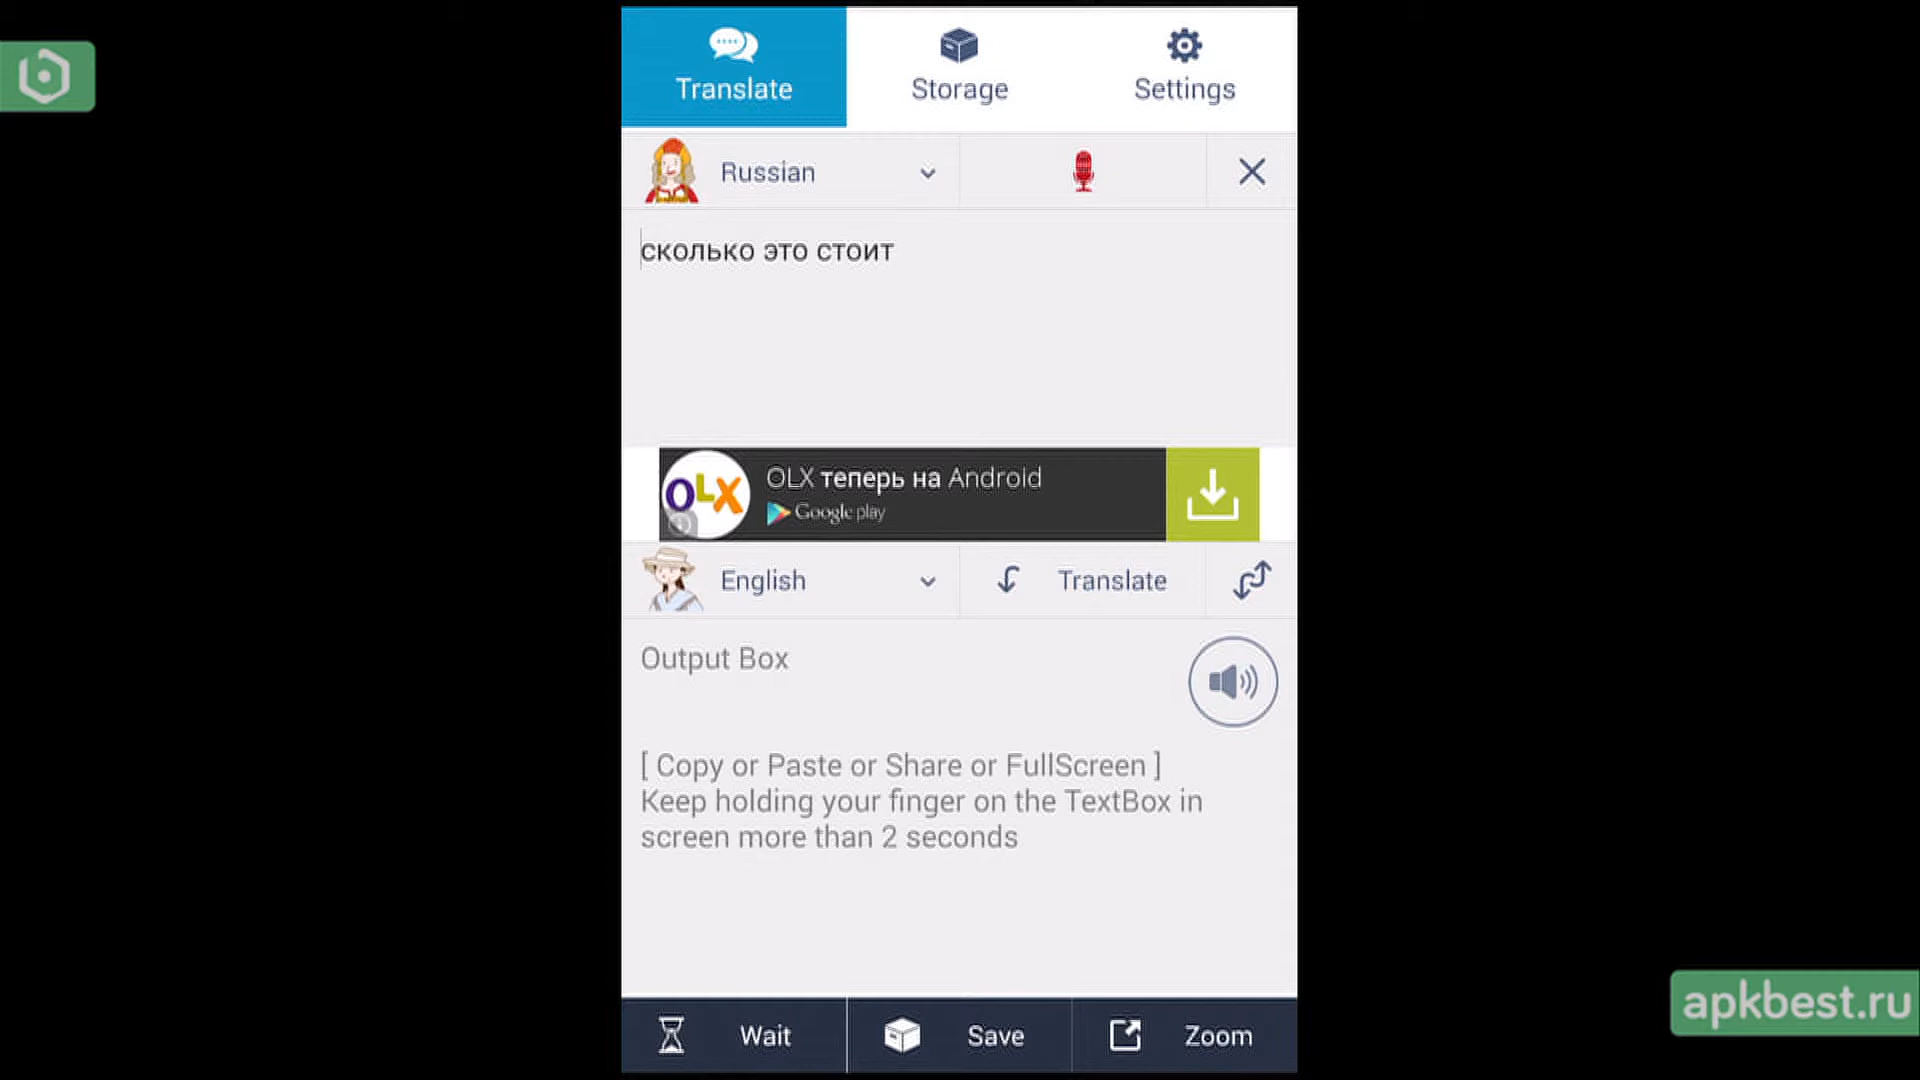 Translate
Storage
Settings
Russian
сколько это стоит
OLX
OLX теперь на Android
Google play
English
Translate
Output Box
[ Copy or Paste or Share or FullScreen ]
Keep holding your finger on the TextBox in
screen more than 2 seconds
Wait
Save
Zoom
apkbest.ru